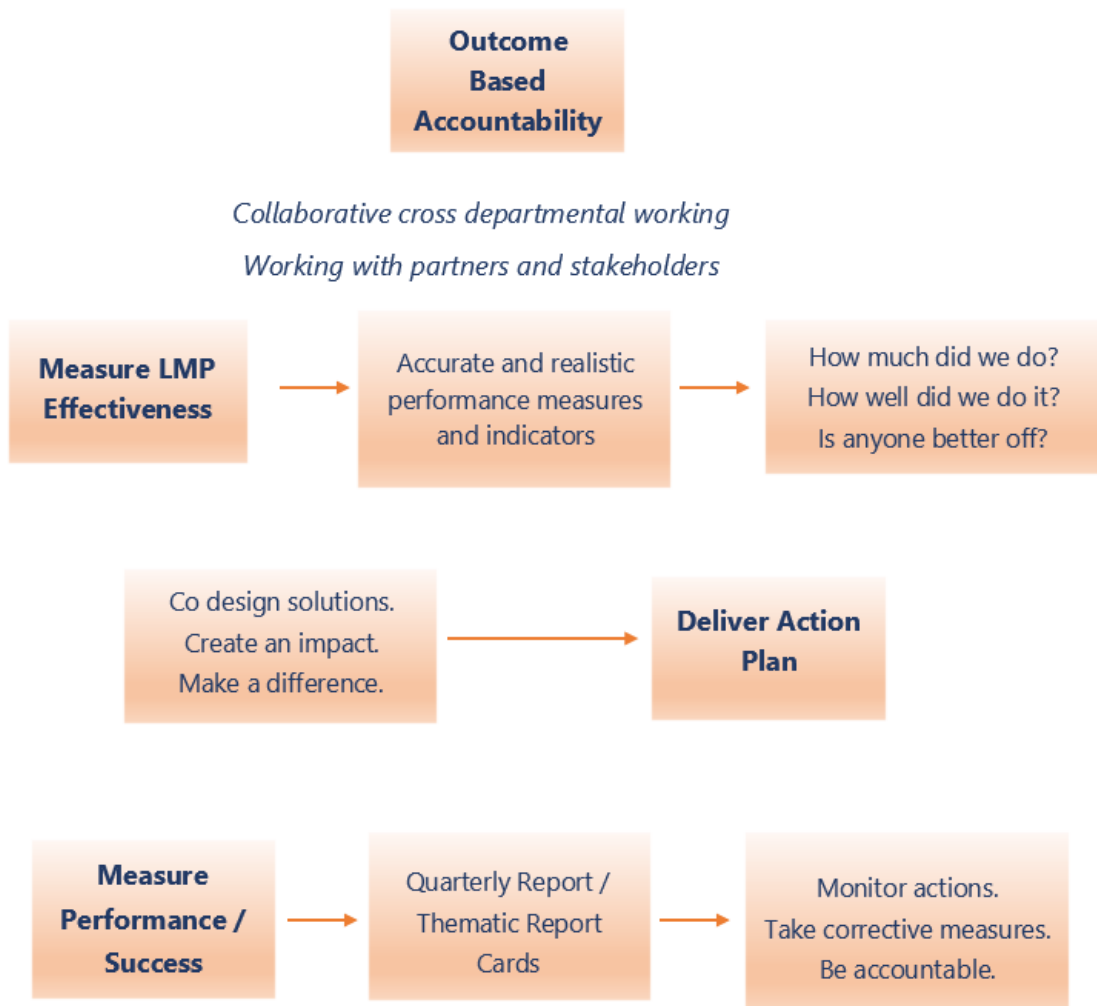 Outcome
Based
Accountability
Collaborative cross departmental working
Working with partners and stakeholders
Measure LMP
Effectiveness
Accurate and realistic
performance measures
and indicators
How much did we do?
How well did we do it?
Is anyone better off?
Co design solutions.
Create an impact.
Make a difference.
Deliver Action
Plan
Measure
Performance /
Success
Quarterly Report /
Thematic Report
Cards
Monitor actions.
Take corrective measures.
Be accountable.